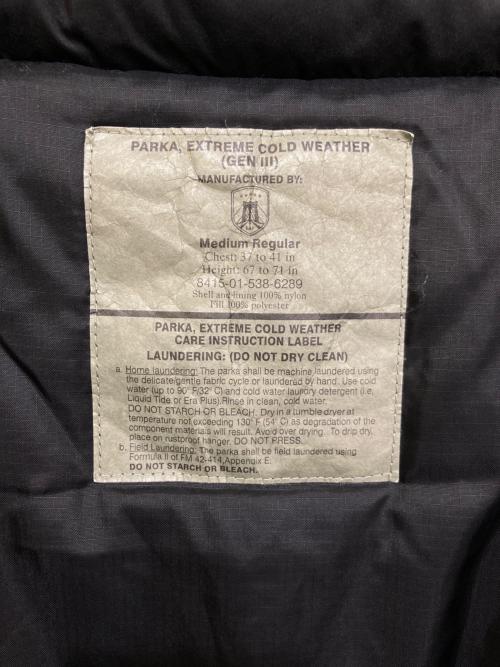 PARKA, EXTREME COLD WEATHER
(GEN III)
MANUFACTURED BY:
Medium Regular
Chest: 37 to 41 in
Height: 67 to 71 in
8415-01-538-6289
Shell and lining 100% nylon
Fill 100% polyester
PARKA, EXTREME COLD WEATHER
CARE INSTRUCTION LABEL
LAUNDERING: (DO NOT DRY CLEAN)
a. Home laundering: The parka shall be machine laundered using
the delicate/gentle fabric cycle or laundered by hand. Use cold
water (up to 90° F/32° C) and cold water laundry detergent (i.e.
Liquid Tide or Era Plus).Rinse in clean, cold water.
DO NOT STARCH OR BLEACH. Dry in a tumble dryer at
temperature not exceeding 130° F (54° C) as degradation of the
component materials will result. Avoid over drying. To drip dry,
place on rustproof hanger. DO NOT PRESS.
b. Field Laundering: The parka shall be field laundered using
Formula II of FM 42-414,Appendix E.
DO NOT STARCH OR BLEACH.